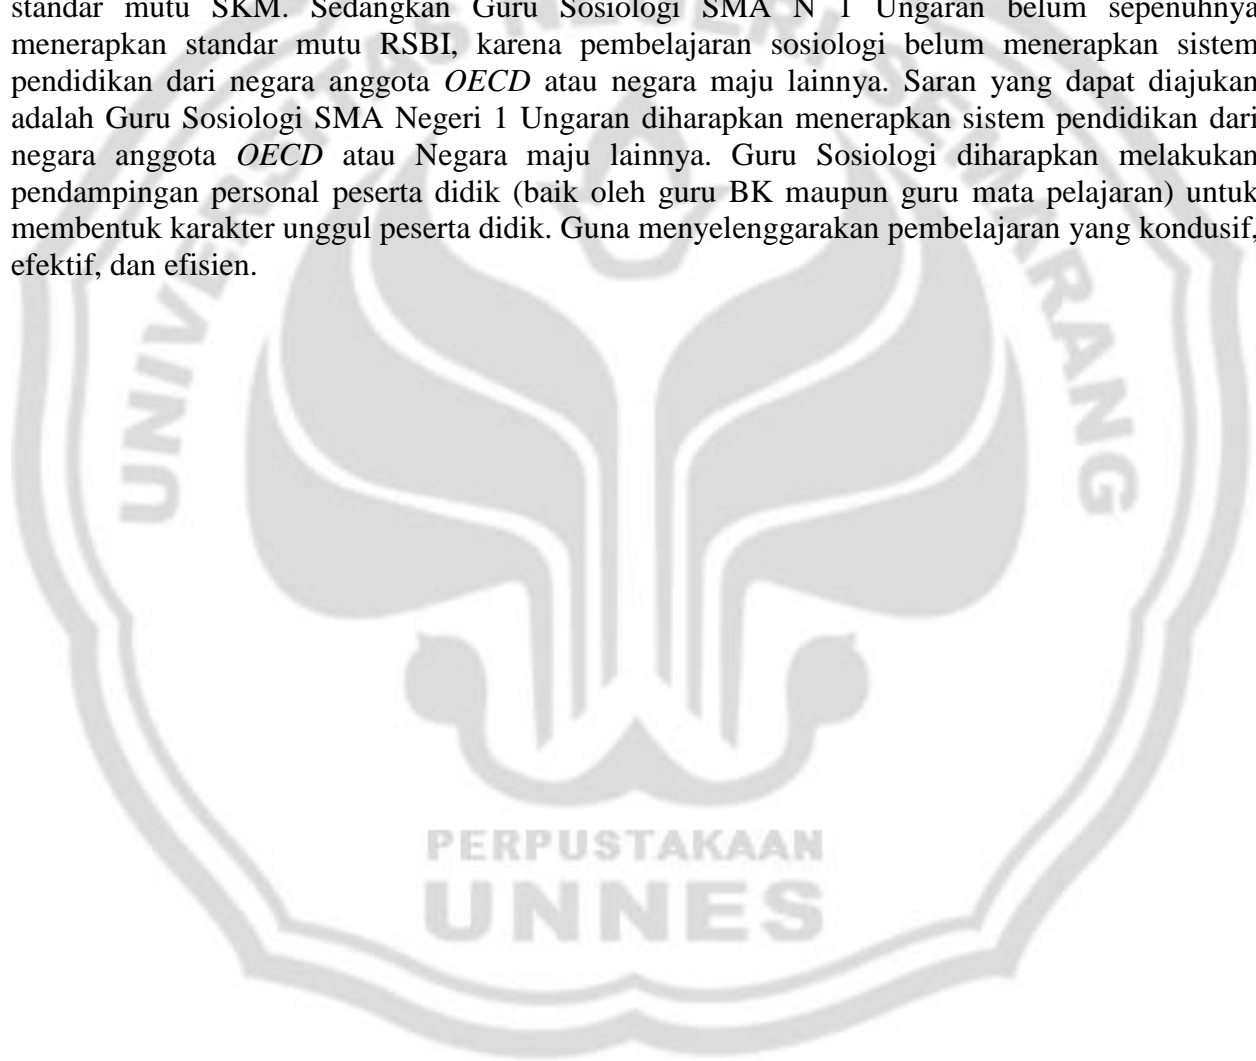 standar mutu SKM. Sedangkan Guru Sosiologi SMA N 1 Ungaran belum sepenuhnya
menerapkan standar mutu RSBI, karena pembelajaran sosiologi belum menerapkan sistem
pendidikan dari negara anggota OECD atau negara maju lainnya. Saran yang dapat diajukan
adalah Guru Sosiologi SMA Negeri 1 Ungaran diharapkan menerapkan sistem pendidikan dari
negara anggota OECD atau Negara maju lainnya. Guru Sosiologi diharapkan melakukan
pendampingan personal peserta didik (baik oleh guru BK maupun guru mata pelajaran) untuk
membentuk karakter unggul peserta didik. Guna menyelenggarakan pembelajaran yang kondusif,
efektif, dan efisien.
PERPUSTAKAAN
UNNES